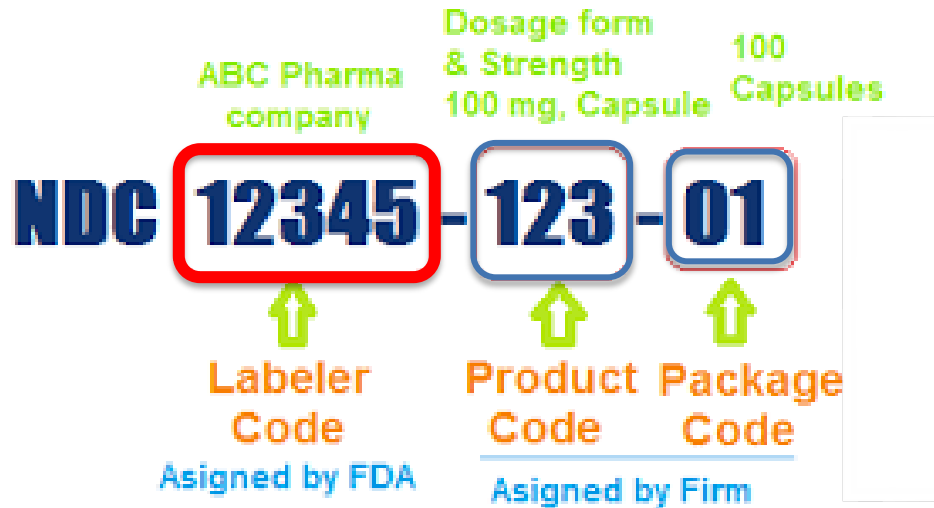 ABC Pharma
company
Dosage form
& Strength
100 mg, Capsule
100
Capsules
NDC 12345-123-01
Labeler
Code
Product
Code
Package
Code
Asigned by FDA
Asigned by Firm